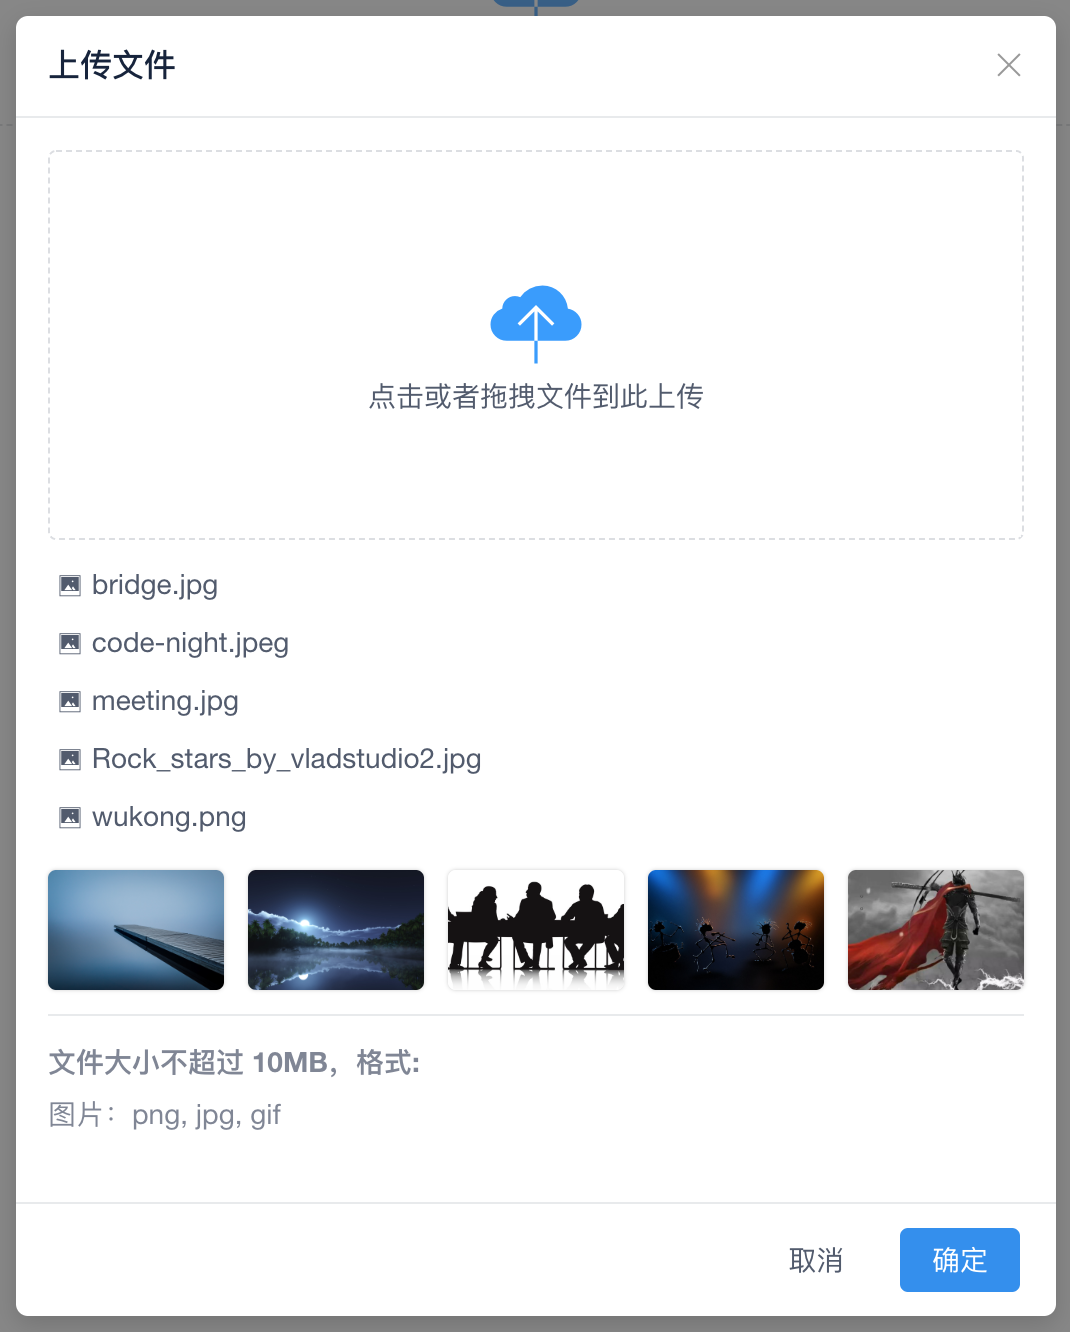 上传文件
点击或者拖拽文件到此上传
bridge.jpg
code-night.jpeg
meeting.jpg
Rock_stars_by_vladstudio2.jpg
wukong.png
文件大小不超过 10MB，格式:
图片：png, jpg, gif
取消
确定